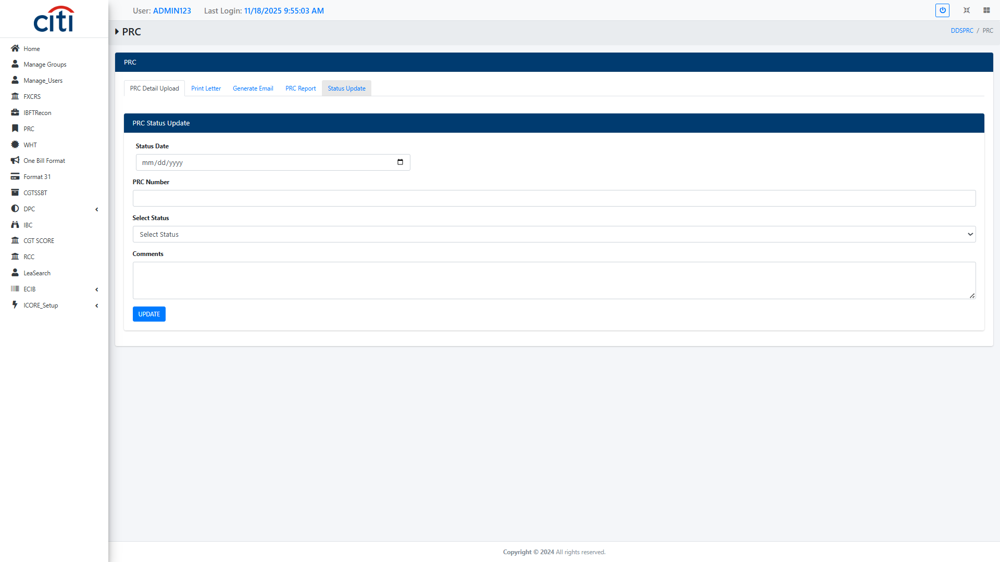 citi
User: ADMIN123 Last Login: 11/18/2025 9:55:03 AM
PRC
DDSPRC / PRC
Home
Manage Groups
Manage_Users
FXCRS
IBFTRecon
PRC
WHT
One Bill Format
Format 31
CGTSSBT
DPC
IBC
CGT SCORE
RCC
LeaSearch
ECIB
ICORE_Setup
PRC
PRC Detail Upload Print Letter Generate Email PRC Report Status Update
PRC Status Update
Status Date
mm/dd/yyyy
PRC Number
Select Status
Select Status
Comments
UPDATE
Copyright © 2024 All rights reserved.